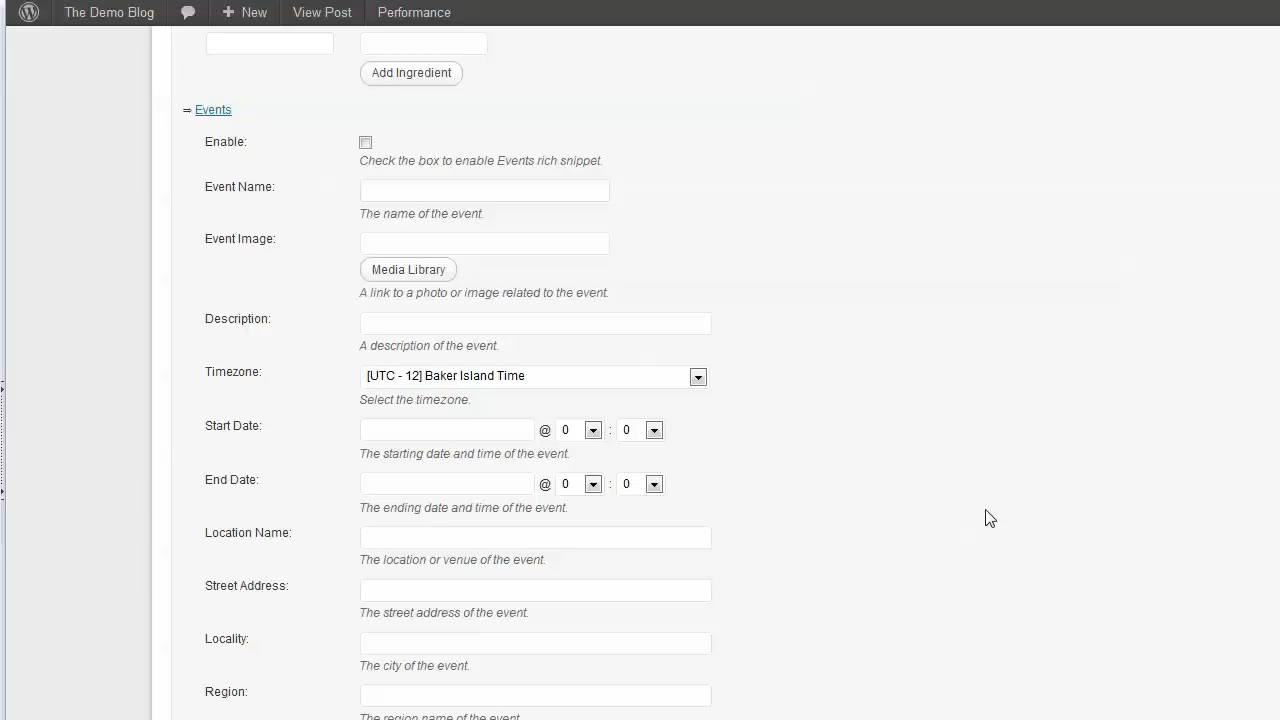 The Demo Blog New View Post Performance
Add Ingredient
⇒ Events
Enable:
Check the box to enable Events rich snippet.
Event Name:
The name of the event.
Event Image:
Media Library
A link to a photo or image related to the event.
Description:
A description of the event.
Timezone: [UTC - 12] Baker Island Time
Select the timezone.
Start Date: @ 0 : 0
The starting date and time of the event.
End Date: @ 0 : 0
The ending date and time of the event.
Location Name:
The location or venue of the event.
Street Address:
The street address of the event.
Locality:
The city of the event.
Region:
The region name of the event.